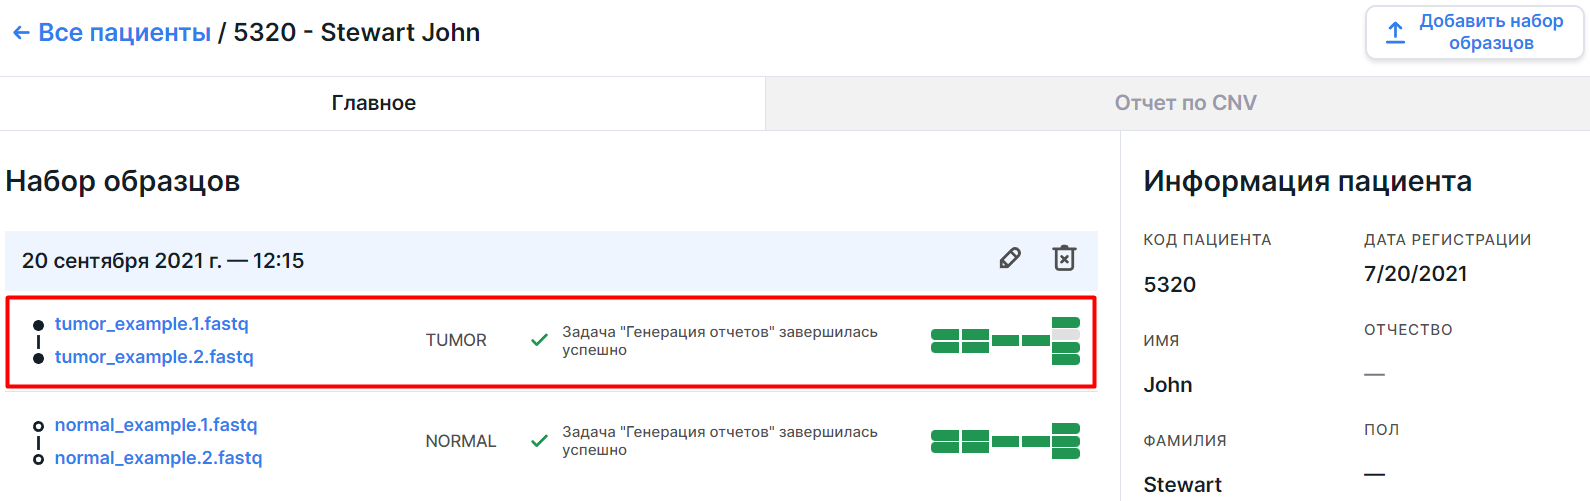 ← Все пациенты / 5320 - Stewart John
Добавить набор
образцов
Главное
Отчет по CNV
Набор образцов
20 сентября 2021 г. — 12:15
tumor_example.1.fastq
tumor_example.2.fastq
TUMOR
Задача "Генерация отчетов" завершилась
успешно
normal_example.1.fastq
normal_example.2.fastq
NORMAL
Задача "Генерация отчетов" завершилась
успешно
Информация пациента
КОД ПАЦИЕНТА
5320
ДАТА РЕГИСТРАЦИИ
7/20/2021
ИМЯ
John
ОТЧЕСТВО
—
ФАМИЛИЯ
Stewart
ПОЛ
—